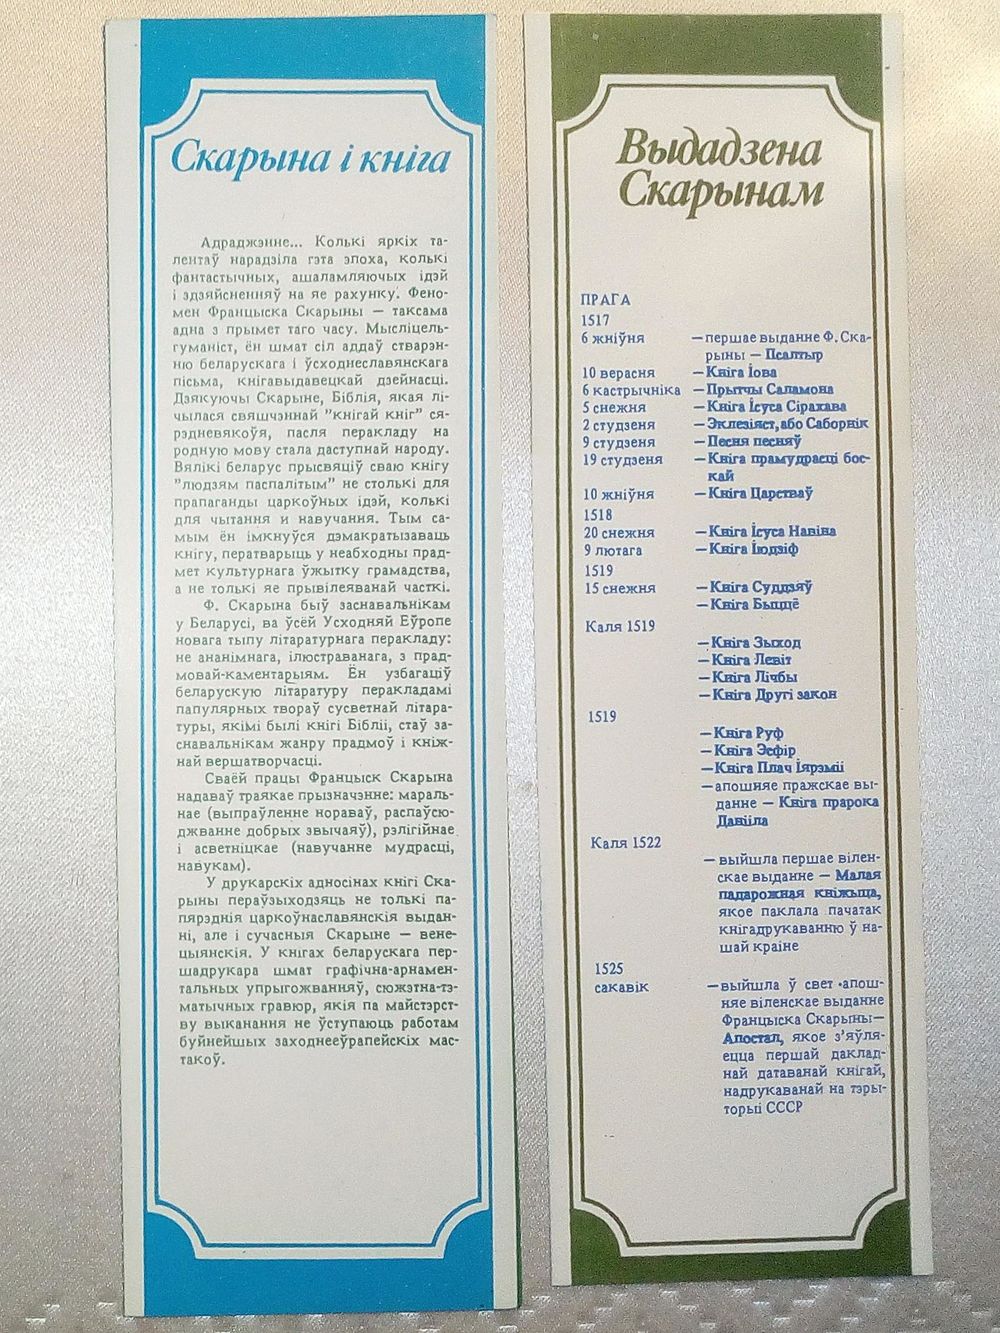 Скарына і кніга
Адраджэнне... Колькі яркіх та-
лентаў нарадзіла гэта эпоха, колькі
фантастычных, ашаламляючых ідэй
і здзяйсненняў на яе рахунку. Фено-
мен Францыска Скарыны — таксама
адна з прымет таго часу. Мысліцель-
гуманіст, ён шмат сіл аддаў стварэн-
ню беларускага і ўсходнеславянскага
пісьма, кнігавыдавецкай дзейнасці.
Дзякуючы Скарыне, Біблія, якая лі-
чылася свяшчэннай "кнігай кніг" ся-
рэдневякоўя, пасля перакладу на
родную мову стала даступнай народу.
Вялікі беларус прысвяціў сваю кнігу
"людзям паспалітым" не столькі для
прапаганды царкоўных ідэй, колькі
для чытання и навучання. Тым са-
мым ён імкнуўся дэмакратызаваць
кнігу, ператварыць у неабходны прад-
мет культурнага ўжытку грамадства,
а не толькі яе прывілеяванай часткі.
Ф. Скарына быў заснавальнікам
у Беларусі, ва ўсёй Усходняй Еўропе
новага тыпу літаратурнага перакладу:
не ананімнага, ілюстраванага, з прад-
мовай-каментарыям. Ён узбагаціў
беларускую літаратуру перакладамі
папулярных твораў сусветнай літара-
туры, якімі былі кнігі Бібліі, стаў за-
снавальнікам жанру прадмоў і кніж-
най вершатворчасці.
Сваёй працы Францыск Скарына
надаваў траякае прызначэнне: мараль-
нае (выпраўленне нораваў, распаўсю-
джванне добрых звычаяў), рэлігійнае
і асветніцкае (навучанне мудрасці,
навукам).
У друкарскіх адносінах кнігі Ска-
рыны пераўзыходзяць не толькі па-
пярэднія царкоўнаславянскія выдан-
ні, але і сучасныя Скарыне — вене-
цыянскія. У кнігах беларускага пер-
шадрукара шмат графічна-арнамен-
тальных упрыгожванняў, сюжэтна-тэ-
матычных гравюр, якія па майстэрст-
ву выканання не ўступаюць работам
буйнейшых заходнееўрапейскіх мас-
такоў.
Выдадзена
Скарынам
ПРАГА
1517
6 жніўня — першае выданне Ф. Ска-
рыны — Псалтыр
10 верасня — Кніга Іова
6 кастрычніка — Прытчы Саламона
5 снежня — Кніга Ісуса Сірахава
2 студзеня — Эклезіяст, або Саборнік
9 студзеня — Песня песняў
19 студзеня — Кніга прамудрасці бос-
кай
10 жніўня — Кніга Царстваў
1518
20 снежня — Кніга Ісуса Навіна
9 лютага — Кніга Іюдзіф
1519
15 снежня — Кніга Суддзяў
— Кніга Быццё
Каля 1519
— Кніга Зыход
— Кніга Левіт
— Кніга Лічбы
— Кніга Другі закон
1519
— Кніга Руф
— Кніга Эсфір
— Кніга Плач Іярэміі
— апошняе пражскае вы-
данне — Кніга прарока
Данііла
Каля 1522
— выйшла першае вілен-
скае выданне — Малая
падарожная кніжыца,
якое паклала пачатак
кнігадрукаванню ў на-
шай краіне
1525
сакавік — выйшла ў свет апош-
няе віленскае выданне
Францыска Скарыны—
Апостал, якое з'яўля-
ецца першай даклад-
най датаванай кнігай,
надрукаванай на тэры-
торыі СССР